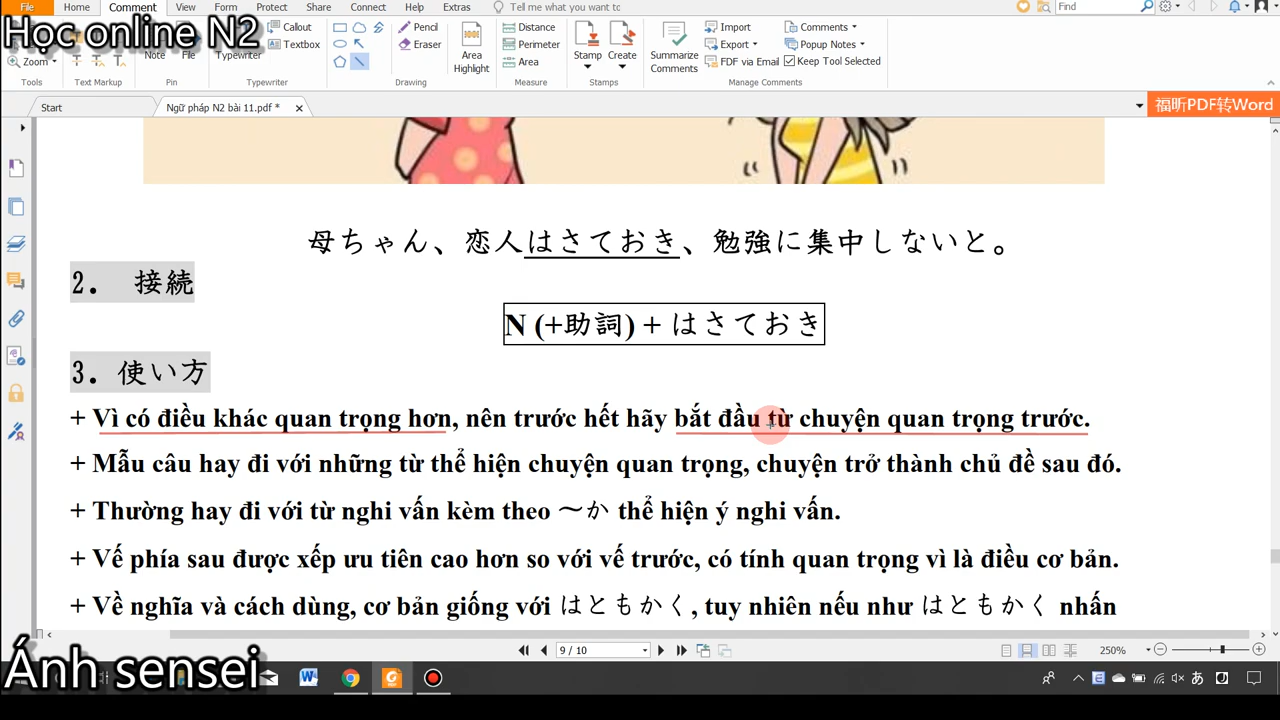 File Home Comment View Form Protect Share Connect Help Extras Tell me what you want to Find
Học online N2
Zoom Note File Typewriter Callout Textbox Pencil Eraser Area Highlight Distance Perimeter Area Stamp Create Summarize Comments Import Export FDF via Email Comments Popup Notes Keep Tool Selected
Tools Text Markup Pin Typewriter Drawing Measure Stamps Manage Comments
Start Ngữ pháp N2 bài 11.pdf * 福昕PDF转Word
母ちゃん、恋人はさておき、勉強に集中しないと。
2. 接続
N (+助詞) + はさておき
3. 使い方
+ Vì có điều khác quan trọng hơn, nên trước hết hãy bắt đầu từ chuyện quan trọng trước.
+ Mẫu câu hay đi với những từ thể hiện chuyện quan trọng, chuyện trở thành chủ đề sau đó.
+ Thường hay đi với từ nghi vấn kèm theo ～か thể hiện ý nghi vấn.
+ Vế phía sau được xếp ưu tiên cao hơn so với vế trước, có tính quan trọng vì là điều cơ bản.
+ Về nghĩa và cách dùng, cơ bản giống với はともかく, tuy nhiên nếu như はともかく nhấn
9 / 10 250%
Ánh sensei
あ